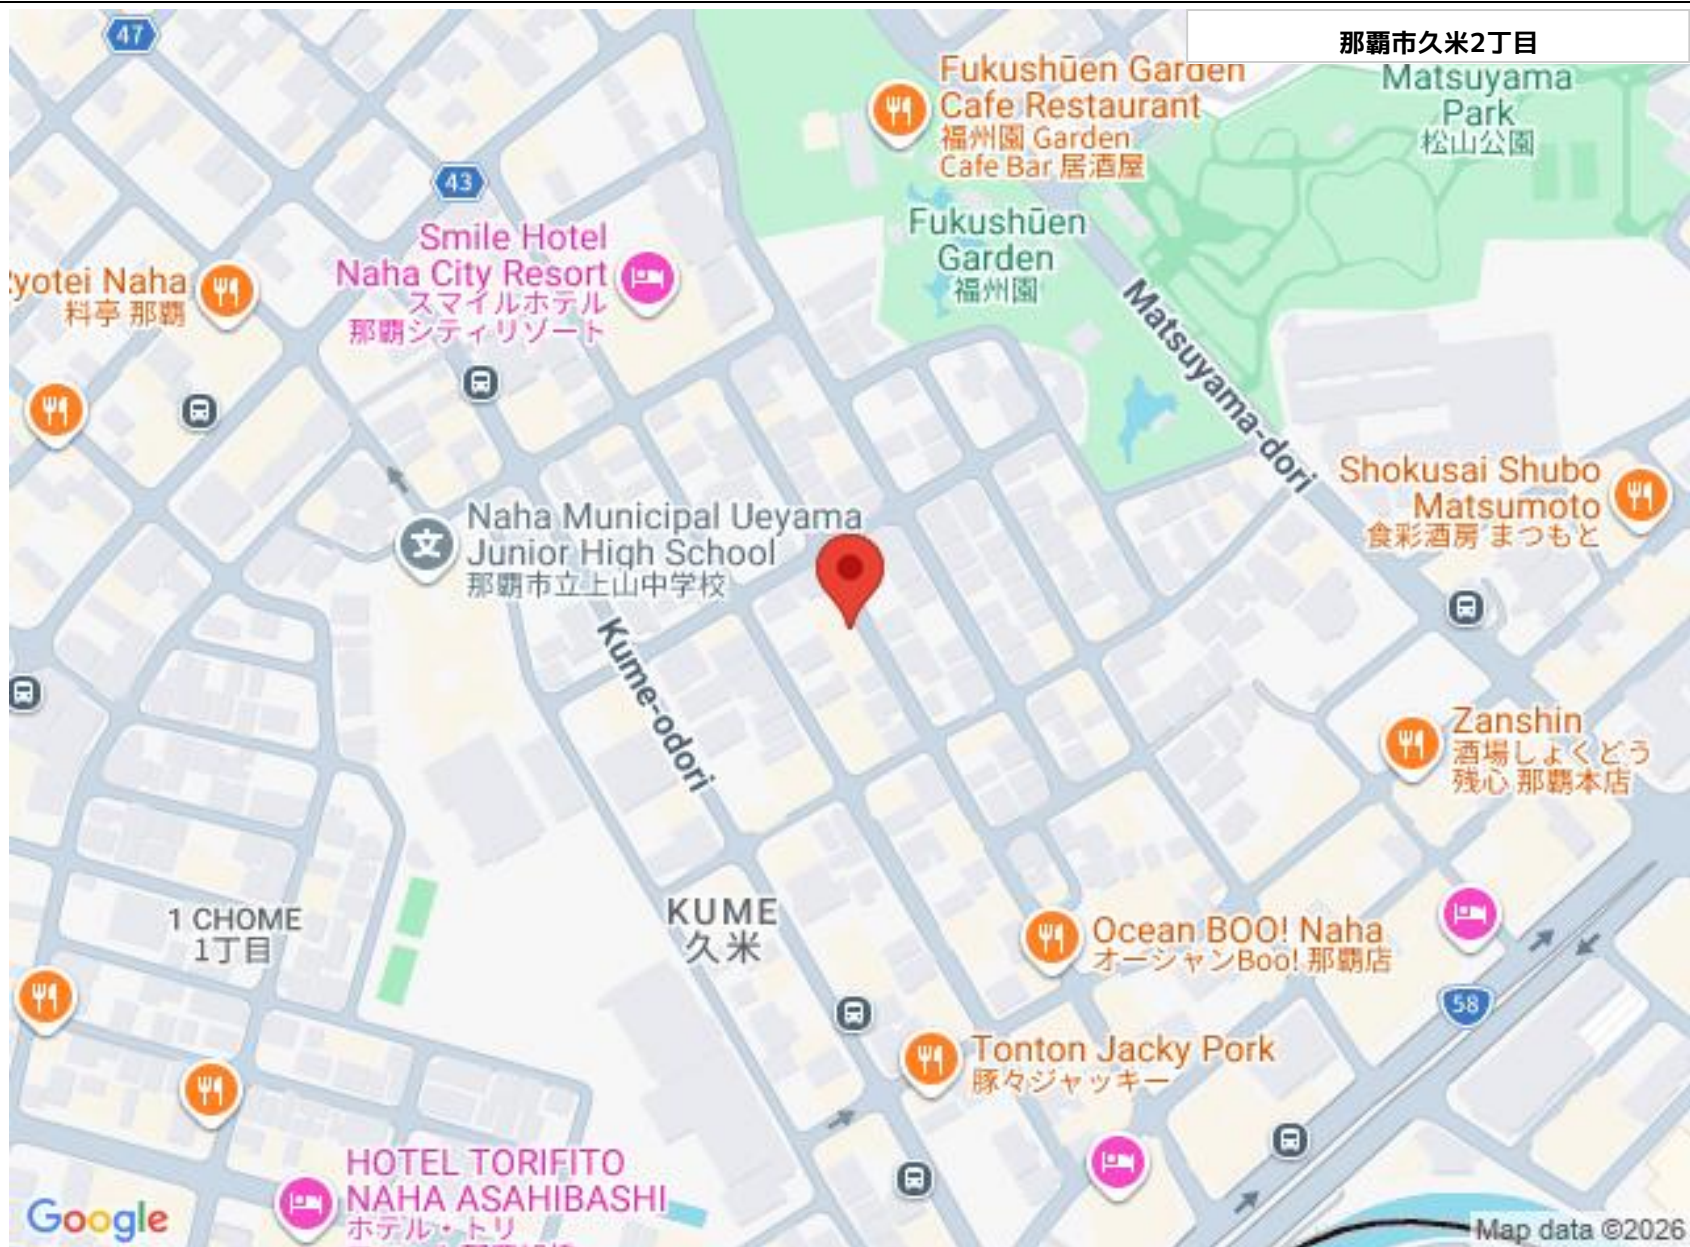 那覇市久米2丁目
47
Fukushūen Garden
Cafe Restaurant
福州園 Garden
Cafe Bar 居酒屋
Matsuyama
Park
松山公園
43
Fukushūen
Garden
福州園
Smile Hotel
Naha City Resort
スマイルホテル
那覇シティリゾート
yotei Naha
料亭 那覇
Matsuyama-dori
Shokusai Shubo
Matsumoto
食彩酒房 まつもと
Naha Municipal Ueyama
Junior High School
那覇市立上山中学校
文
Kume-odori
Zanshin
酒場しょくどう
残心 那覇本店
1 CHOME
1丁目
KUME
久米
Ocean BOO! Naha
オーシャンBoo! 那覇店
58
Tonton Jacky Pork
豚々ジャッキー
HOTEL TORIFITO
NAHA ASAHIBASHI
ホテル・トリ
Google
Map data ©2026